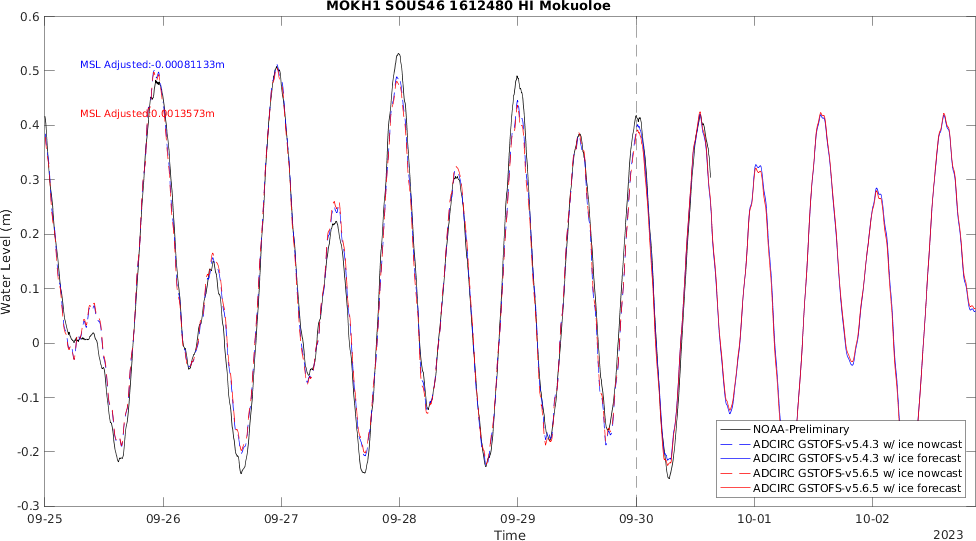 MOKH1 SOUS46 1612480 HI Mokuoloe
0.6
0.5
0.4
0.3
0.2
0.1
0
-0.1
-0.2
-0.3
Water Level (m)
MSL Adjusted:-0.00081133m
MSL Adjusted:0.0013573m
NOAA-Preliminary
ADCIRC GSTOFS-v5.4.3 w/ ice nowcast
ADCIRC GSTOFS-v5.4.3 w/ ice forecast
ADCIRC GSTOFS-v5.6.5 w/ ice nowcast
ADCIRC GSTOFS-v5.6.5 w/ ice forecast
09-25 09-26 09-27 09-28 09-29 09-30 10-01 10-02
Time
2023